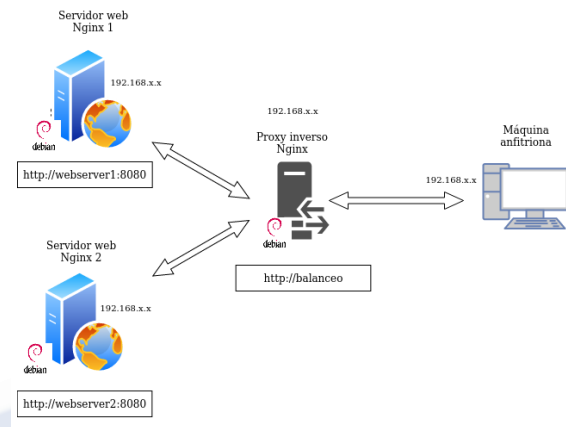 Servidor web
Nginx 1
192.168.x.x
debian
http://webserver1:8080
192.168.x.x
Proxy inverso
Nginx
debian
http://balanceo
Máquina
anfitriona
192.168.x.x
Servidor web
Nginx 2
192.168.x.x
debian
http://webserver2:8080